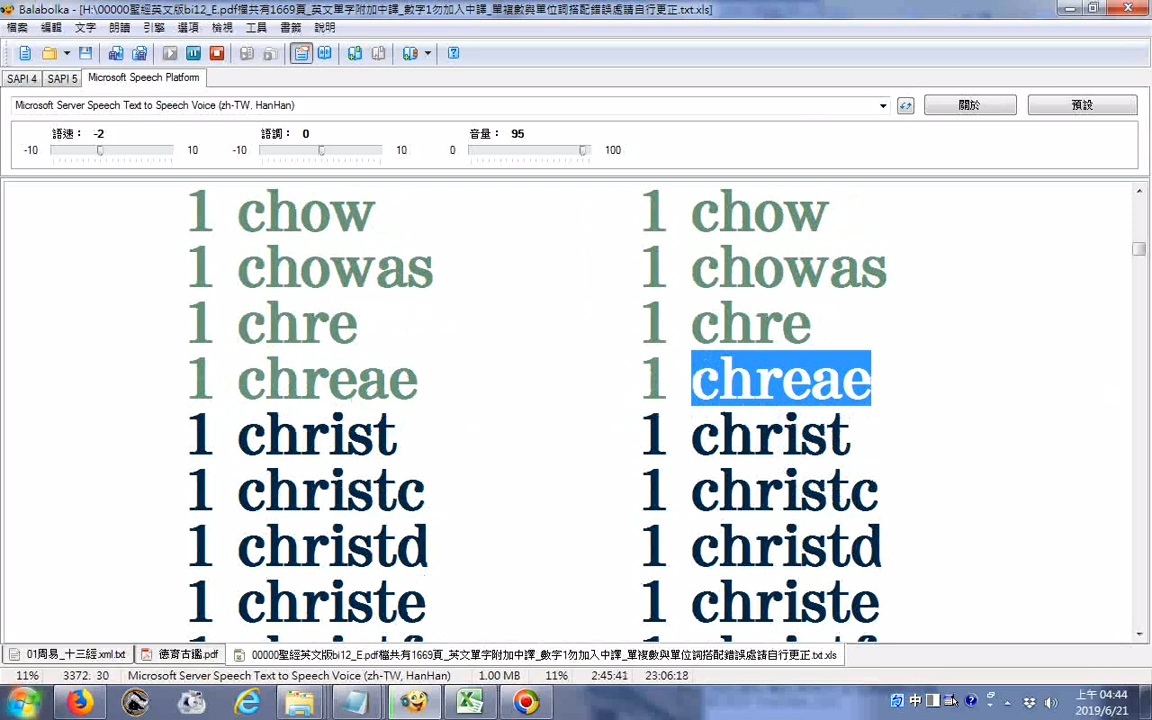 Balabolka - [H:\00000聖經英文版bi12_E.pdf檔共有1669頁_英文單字附加中譯_數字1勿加入中譯_單複數與單位詞搭配錯誤處請自行更正.txt.xls]
檔案 編輯 文字 朗讀 引擎 選項 檢視 工具 書籤 說明
SAPI 4 SAPI 5 Microsoft Speech Platform
Microsoft Server Speech Text to Speech Voice (zh-TW, HanHan) 關於 預設
語速： -2 語調： 0 音量： 95
-10 10 -10 10 0 100
1 chow 1 chow
1 chowas 1 chowas
1 chre 1 chre
1 chreae 1 chreae
1 christ 1 christ
1 christc 1 christc
1 christd 1 christd
1 christe 1 christe
01周易_十三經.xml.txt 德育古鑑.pdf 00000聖經英文版bi12_E.pdf檔共有1669頁_英文單字附加中譯_數字1勿加入中譯_單複數與單位詞搭配錯誤處請自行更正.txt.xls
11% 3372. 30 Microsoft Server Speech Text to Speech Voice (zh-TW, HanHan) 1.00 MB 11% 2:45:41 23:06:18
中 上午 04:44
2019/6/21